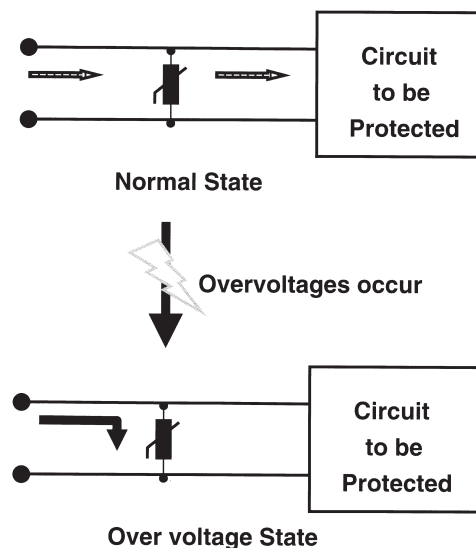 Circuit
to be
Protected
Normal State
Overvoltages occur
Circuit
to be
Protected
Over voltage State